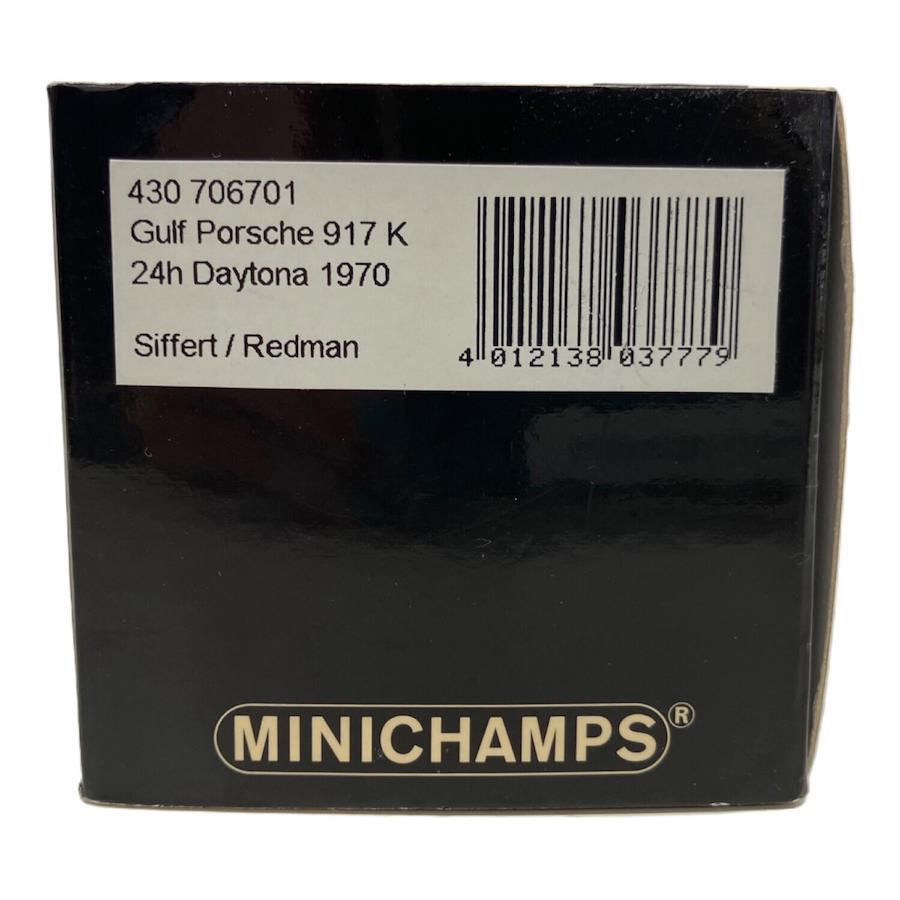 430 706701
Gulf Porsche 917 K
24h Daytona 1970
Siffert / Redman
4 012138 037779
MINICHAMPS®